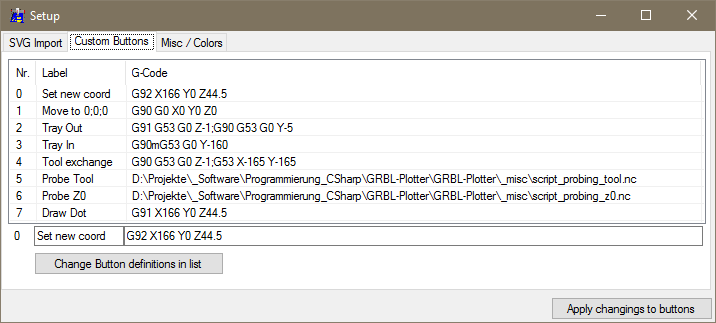 Setup
SVG Import Custom Buttons Misc / Colors
Nr. Label G-Code
0 Set new coord G92 X166 Y0 Z44.5
1 Move to 0;0;0 G90 G0 X0 Y0 Z0
2 Tray Out G91 G53 G0 Z-1;G90 G53 G0 Y-5
3 Tray In G90mG53 G0 Y-160
4 Tool exchange G90 G53 G0 Z-1;G53 X-165 Y-165
5 Probe Tool D:\Projekte\_Software\Programmierung_CSharp\GRBL-Plotter\GRBL-Plotter\_misc\script_probing_tool.nc
6 Probe Z0 D:\Projekte\_Software\Programmierung_CSharp\GRBL-Plotter\GRBL-Plotter\_misc\script_probing_z0.nc
7 Draw Dot G91 X166 Y0 Z44.5
0 Set new coord G92 X166 Y0 Z44.5
Change Button definitions in list
Apply changings to buttons